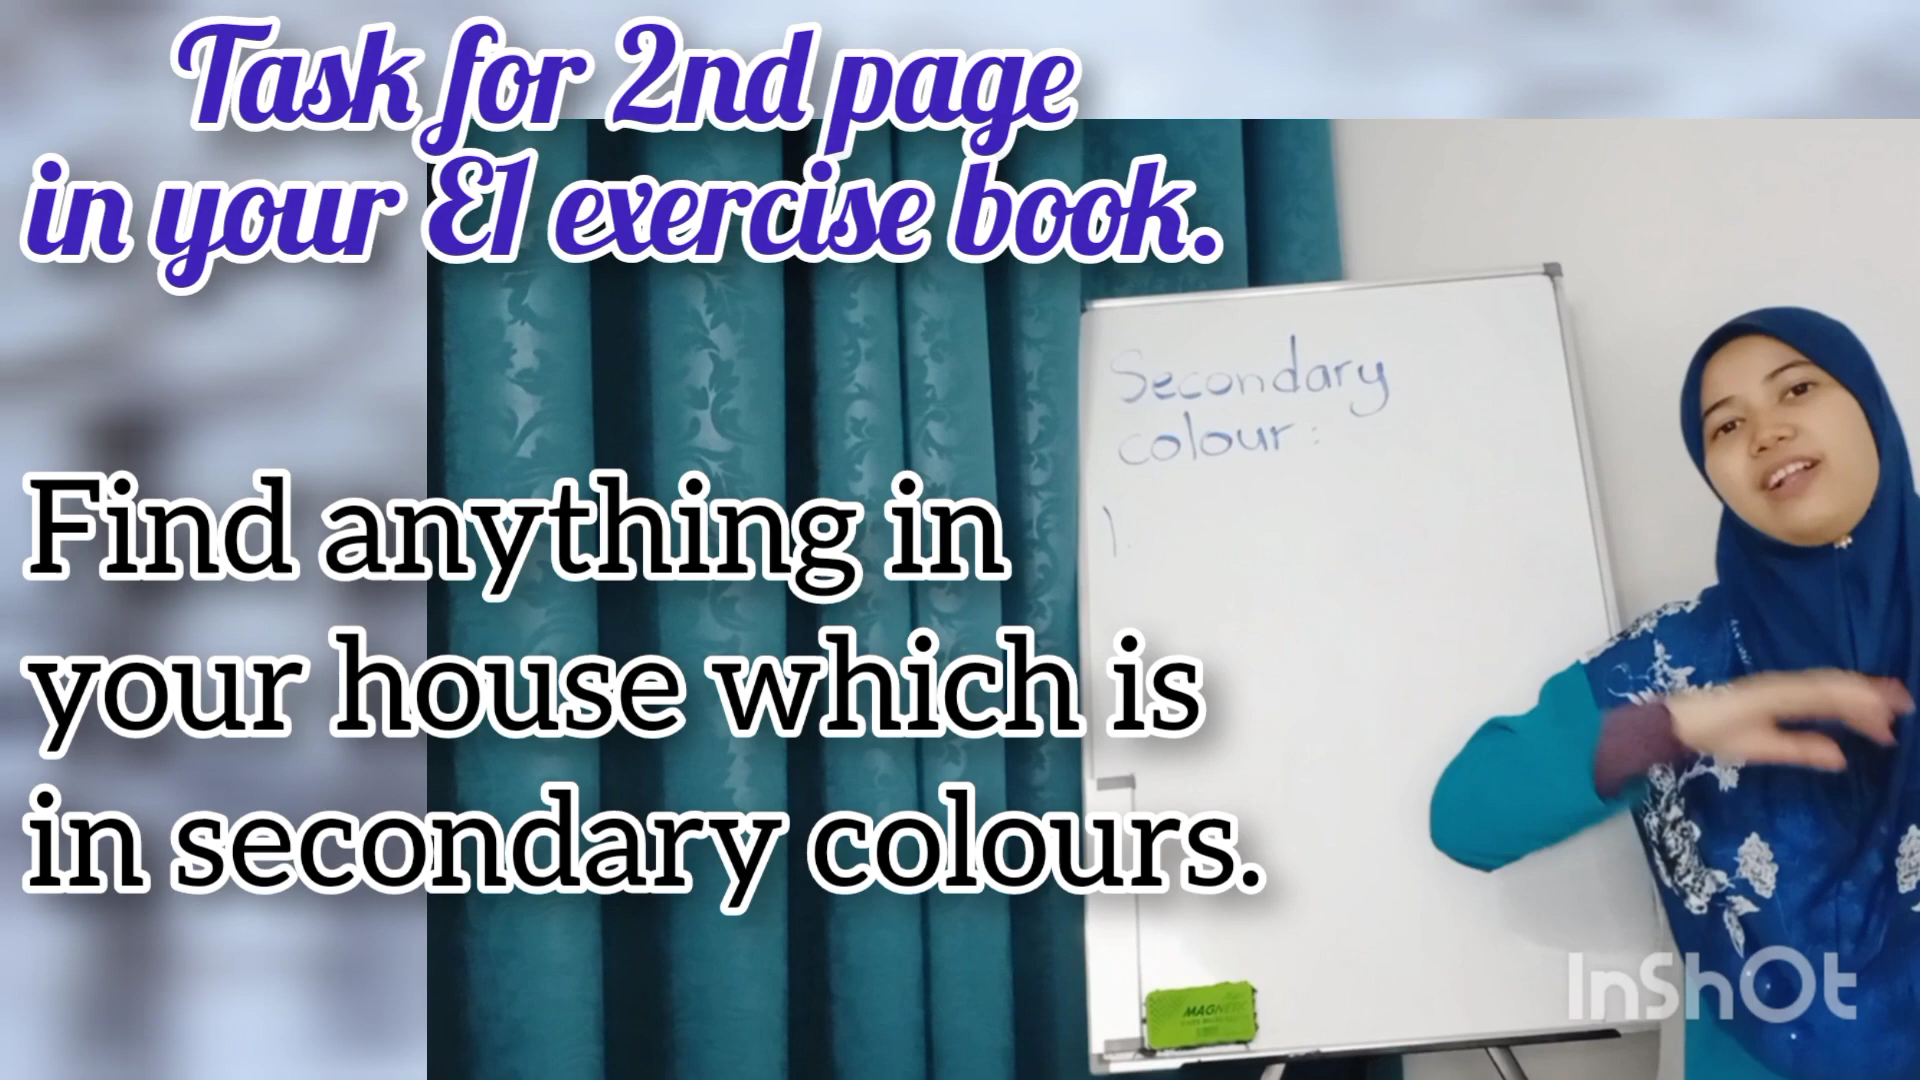 Task for 2nd page
in your E1 exercise book.
Secondary
colour:
1.
Find anything in
your house which is
in secondary colours.
MAGNETIC
InShOt